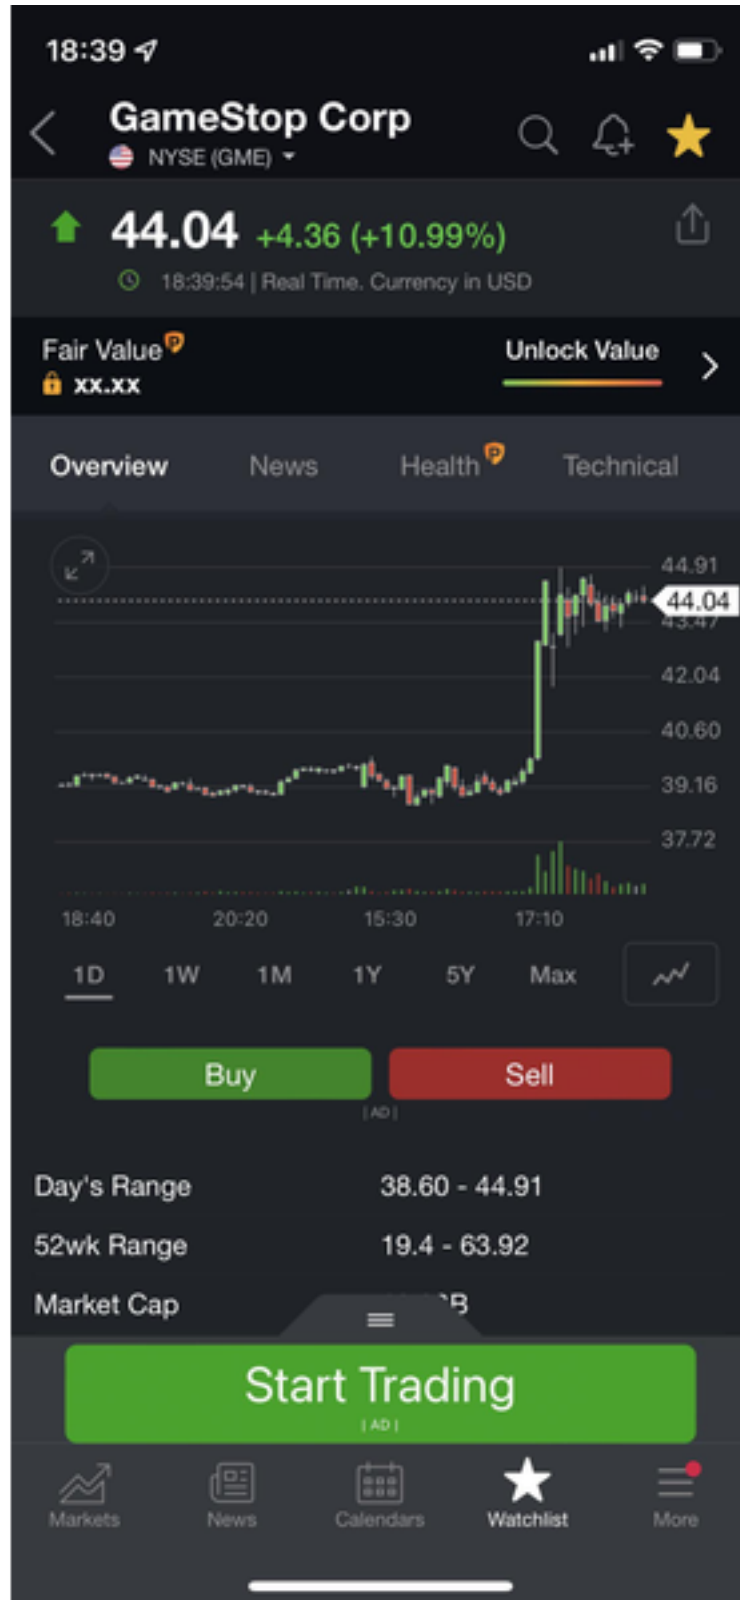 18:39
GameStop Corp
NYSE (GME)
44.04 +4.36 (+10.99%)
18:39:54 | Real Time. Currency in USD
Fair Value P
Unlock Value
xx.xx
Overview News Health P Technical
44.91
44.04
43.47
42.04
40.60
39.16
37.72
18:40 20:20 15:30 17:10
1D 1W 1M 1Y 5Y Max
Buy Sell
| AD |
Day's Range 38.60 - 44.91
52wk Range 19.4 - 63.92
Market Cap B
Start Trading
| AD |
Markets News Calendars Watchlist More